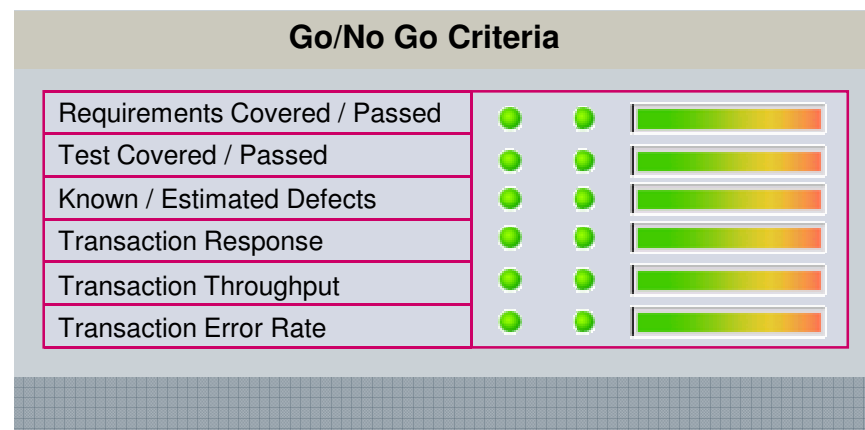 Go/No Go Criteria
Requirements Covered / Passed
Test Covered / Passed
Known / Estimated Defects
Transaction Response
Transaction Throughput
Transaction Error Rate